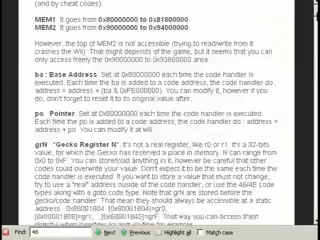 (and by cheat codes):
MEM1 It goes from 0x80000000 to 0x81800000
MEM2 It goes from 0x90000000 to 0x94000000
However, the top of MEM2 is not accessible (trying to read/write from it
crashes the Wii). That might depends of the game, but it seems that you can
only access freely the 0x90000000 to 0x93800000 area.
ba : Base Address Set at 0x80000000 each time the code handler is
executed. Each time the ba is added to a code address, the code handler do :
address = address + (ba & 0xFE000000). You can modify it, however if you
do, don't forget to reset it to its original value after.
po Pointer Set at 0x80000000 each time the code handler is executed.
Each time the po is added to a code address, the code handler do : address
= address + po You can modify it at will
grN "Gecko Register N" It's not a real register, like r0 or r1 It's a 32-bits
value, for which the Gecko has reserved a place in memory. N can range from
0x0 to 0xF You can store/load anything in it, however be careful that other
codes could overwrite your value. Don't expect it to be the same each time the
code handler is executed. If you want to store a value that must not change,
try to use a "real" address outside of the code handler, or use the 46/4E code
types along with a goto code type. Note that grN are stored before the
gecko/code handler. That mean they should always be accessible at a static
address
That way you can access them
Find: 48
Next
Previous
Highlight all
Match case